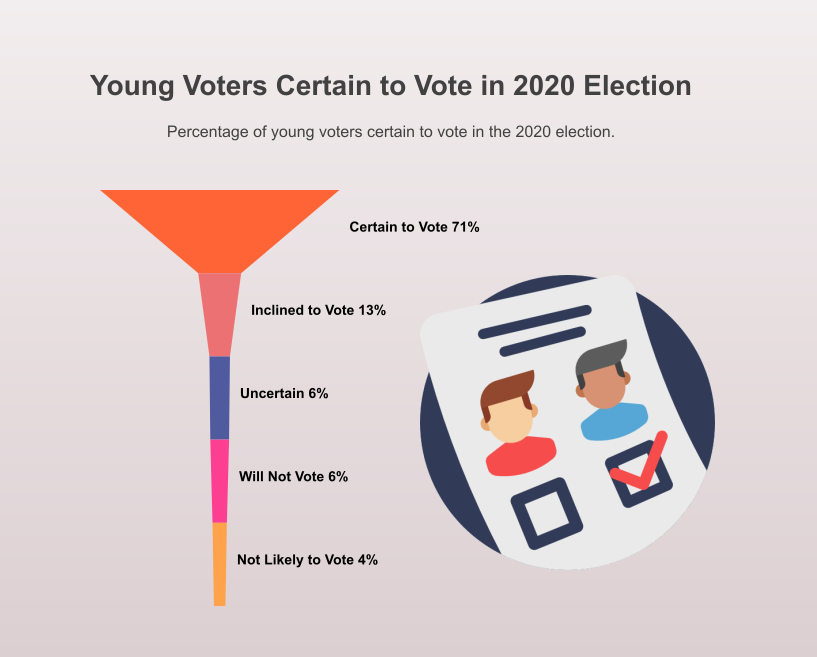 Young Voters Certain to Vote in 2020 Election
Percentage of young voters certain to vote in the 2020 election.
Certain to Vote 71%
Inclined to Vote 13%
Uncertain 6%
Will Not Vote 6%
Not Likely to Vote 4%